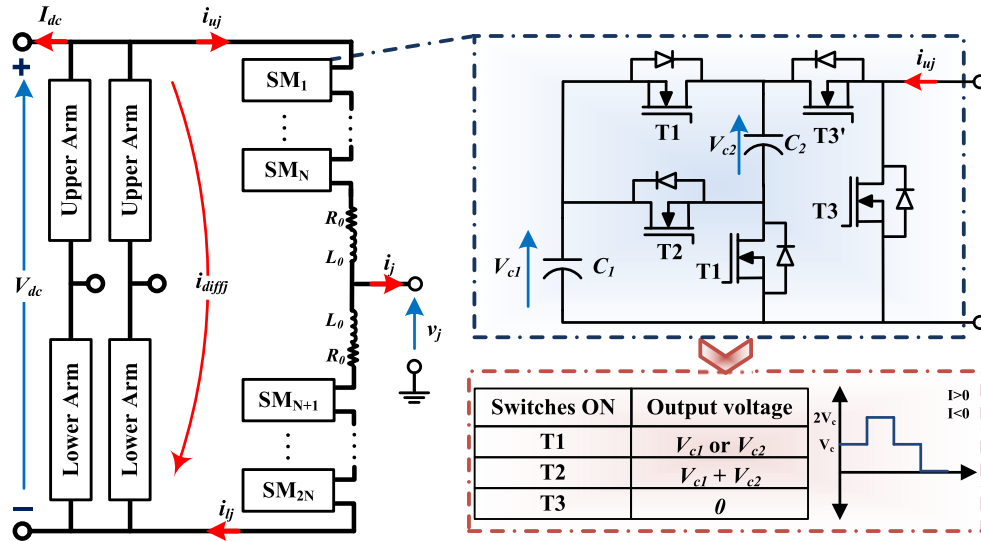 I_dc
i_uj
+
Upper Arm
Upper Arm
SM_1
SM_N
R_0
L_0
V_dc
i_diffj
i_j
v_j
L_0
R_0
Lower Arm
Lower Arm
SM_N+1
SM_2N
i_lj
−
i_uj
T1
T3'
V_c2
C_2
T2
T3
V_c1
C_1
T1
Switches ON Output voltage
T1 V_c1 or V_c2
T2 V_c1 + V_c2
T3 0
2V_c
V_c
I>0
I<0